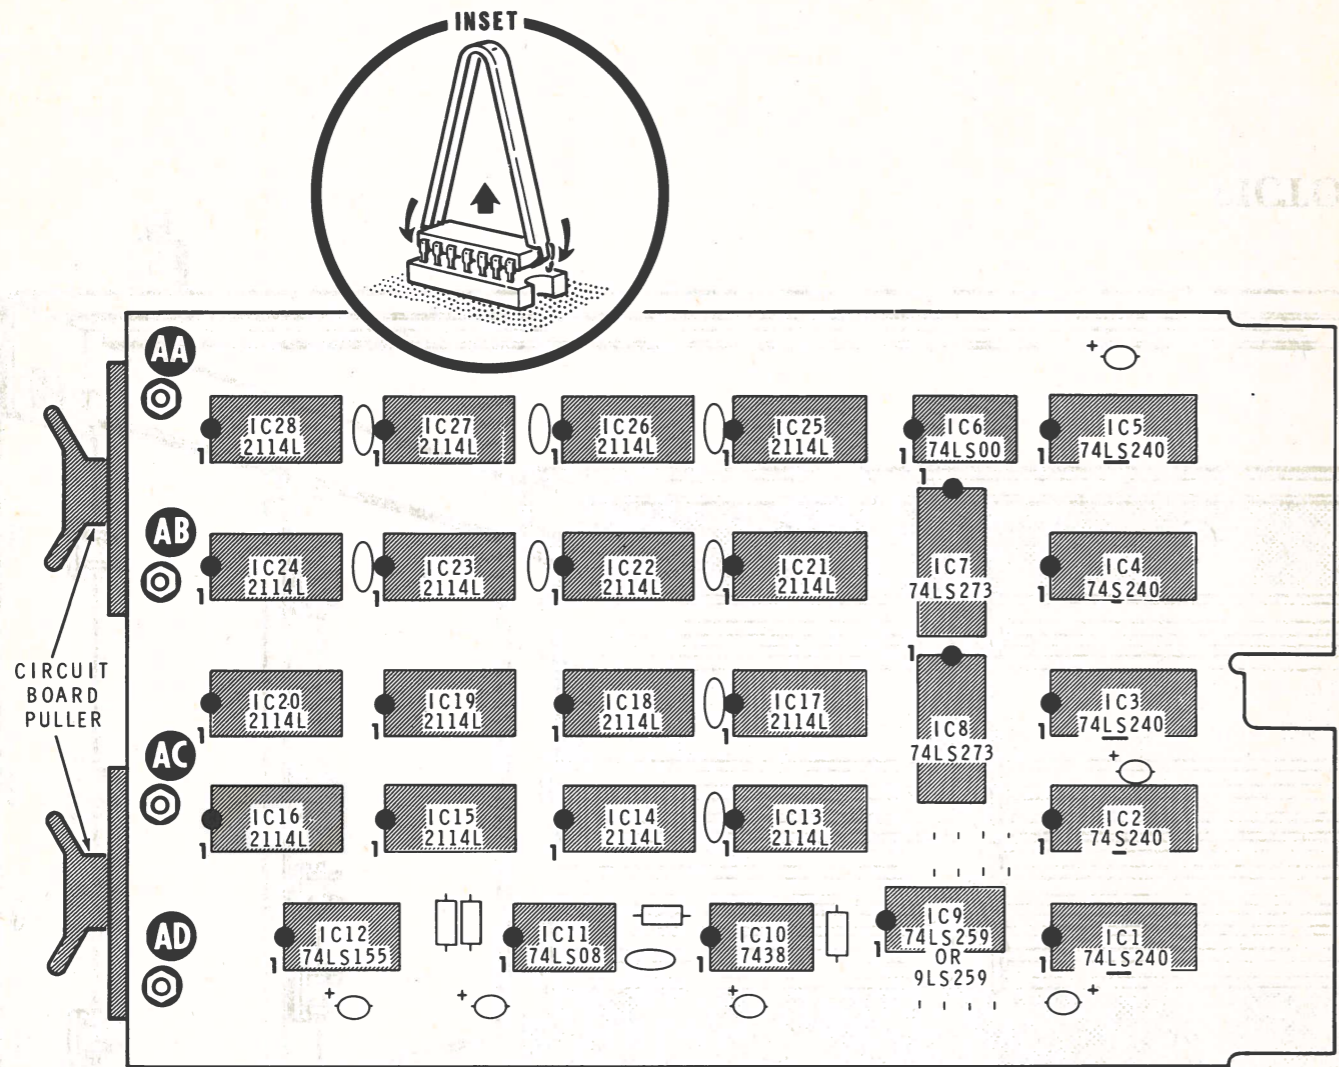 INSET
AA
+
IC28
2114L
1
IC27
2114L
1
IC26
2114L
1
IC25
2114L
1
IC6
74LS00
1
IC5
74LS240
1
1
IC7
74LS273
AB
IC24
2114L
1
IC23
2114L
1
IC22
2114L
1
IC21
2114L
1
IC4
74S240
1
CIRCUIT
BOARD
PULLER
IC20
2114L
1
IC19
2114L
1
IC18
2114L
1
IC17
2114L
1
1
IC8
74LS273
IC3
74LS240
1
+
AC
IC16
2114L
1
IC15
2114L
1
IC14
2114L
1
IC13
2114L
1
IC2
74S240
1
AD
IC12
74LS155
1
IC11
74LS08
1
IC10
7438
1
IC9
74LS259
OR
9LS259
1
IC1
74LS240
1
+
+
+
+